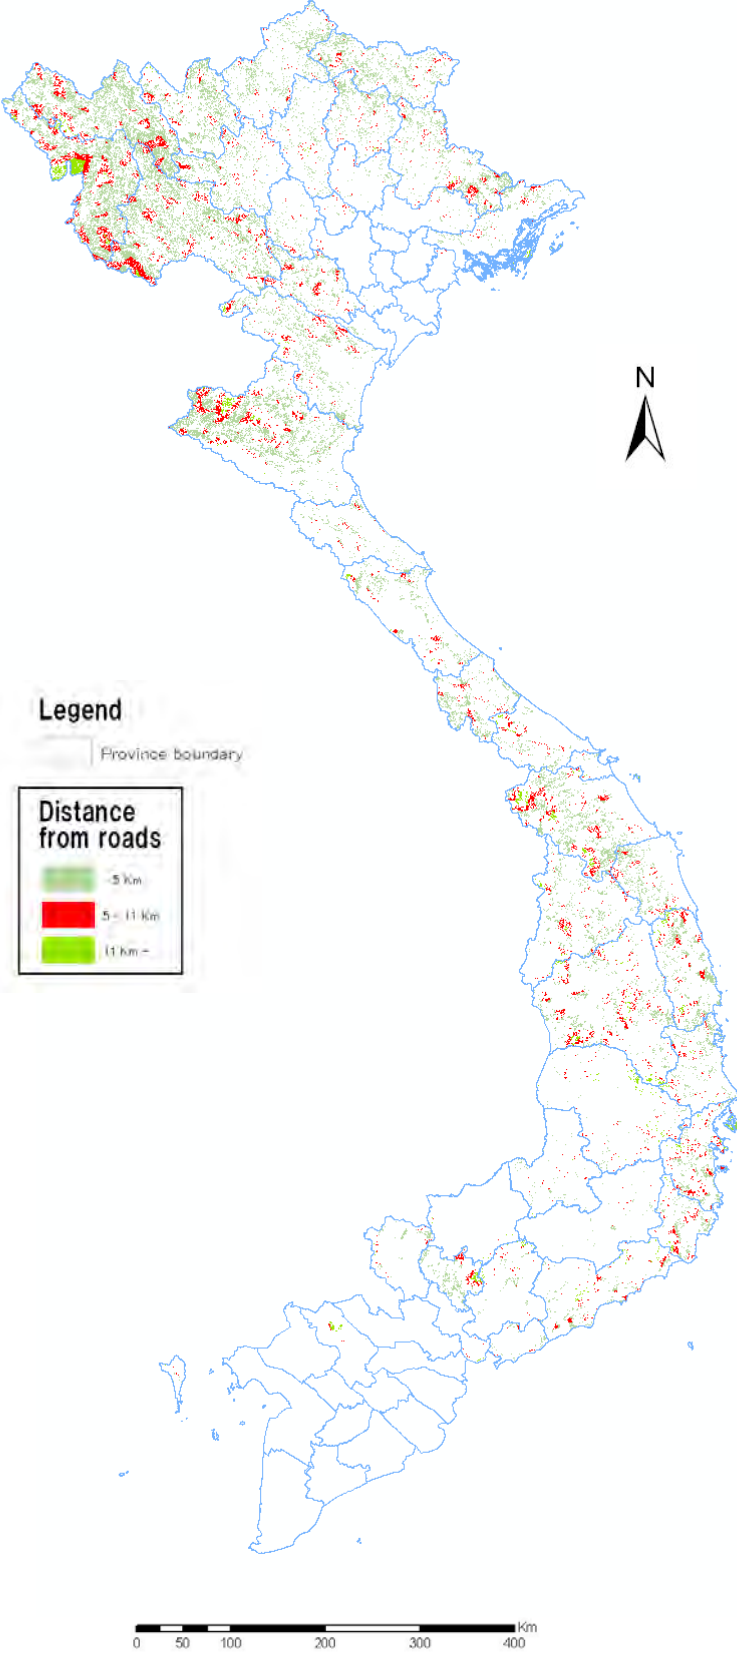 N
Legend
Province boundary
Distance
from roads
-5 Km
5 - 11 Km
11 Km -
Km
0 50 100 200 300 400